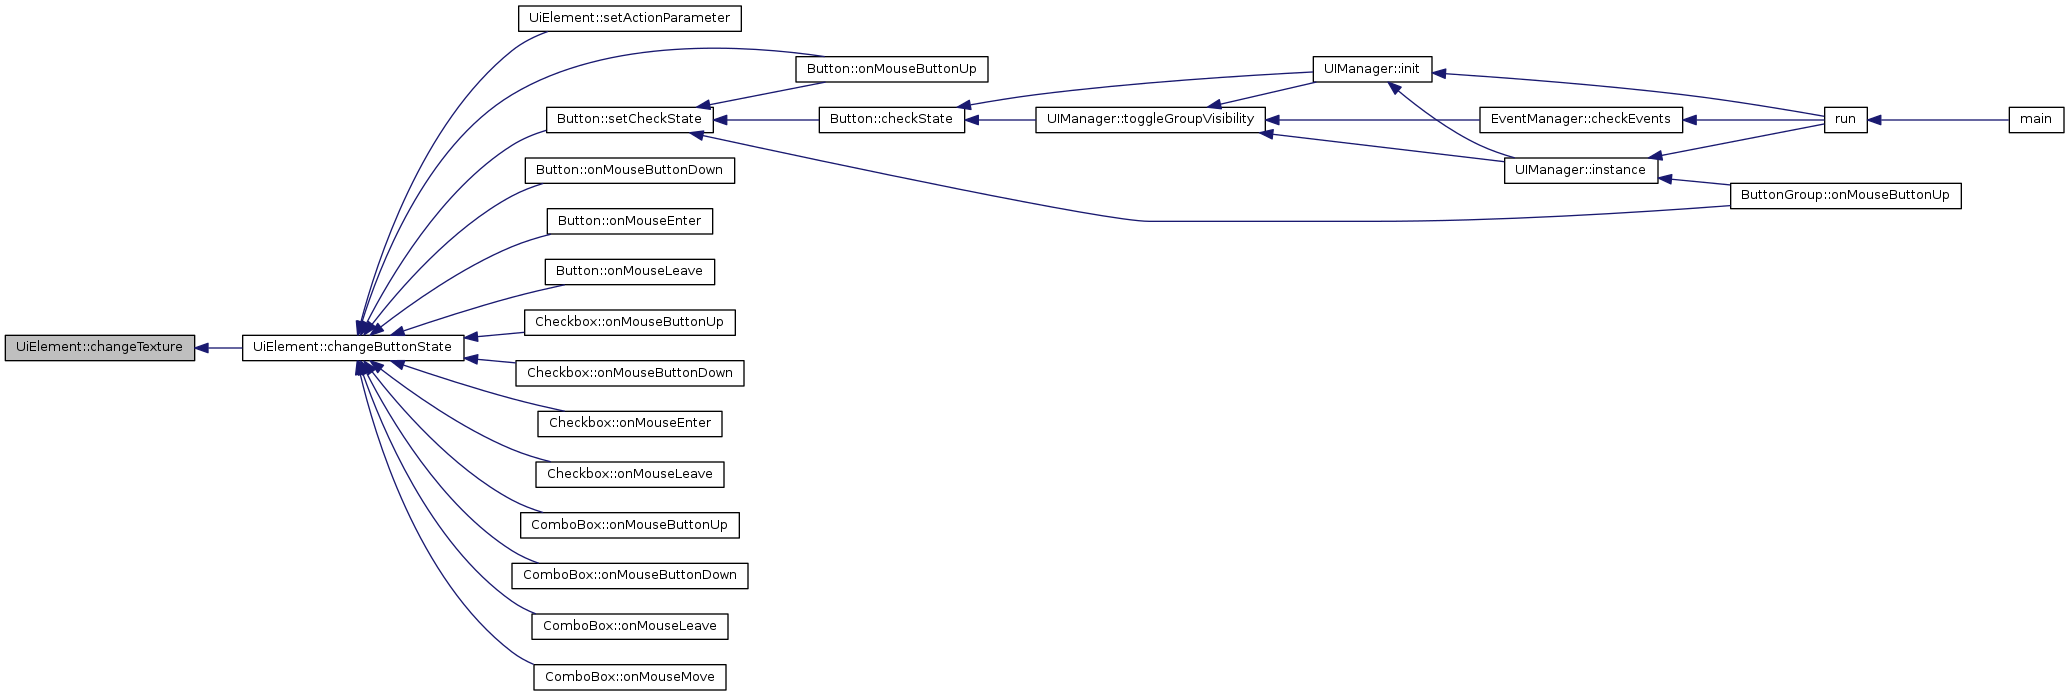 UiElement::setActionParameter
Button::onMouseButtonUp
UIManager::init
Button::setCheckState
Button::checkState
UIManager::toggleGroupVisibility
EventManager::checkEvents
run
main
Button::onMouseButtonDown
UIManager::instance
ButtonGroup::onMouseButtonUp
Button::onMouseEnter
Button::onMouseLeave
Checkbox::onMouseButtonUp
UiElement::changeTexture
UiElement::changeButtonState
Checkbox::onMouseButtonDown
Checkbox::onMouseEnter
Checkbox::onMouseLeave
ComboBox::onMouseButtonUp
ComboBox::onMouseButtonDown
ComboBox::onMouseLeave
ComboBox::onMouseMove